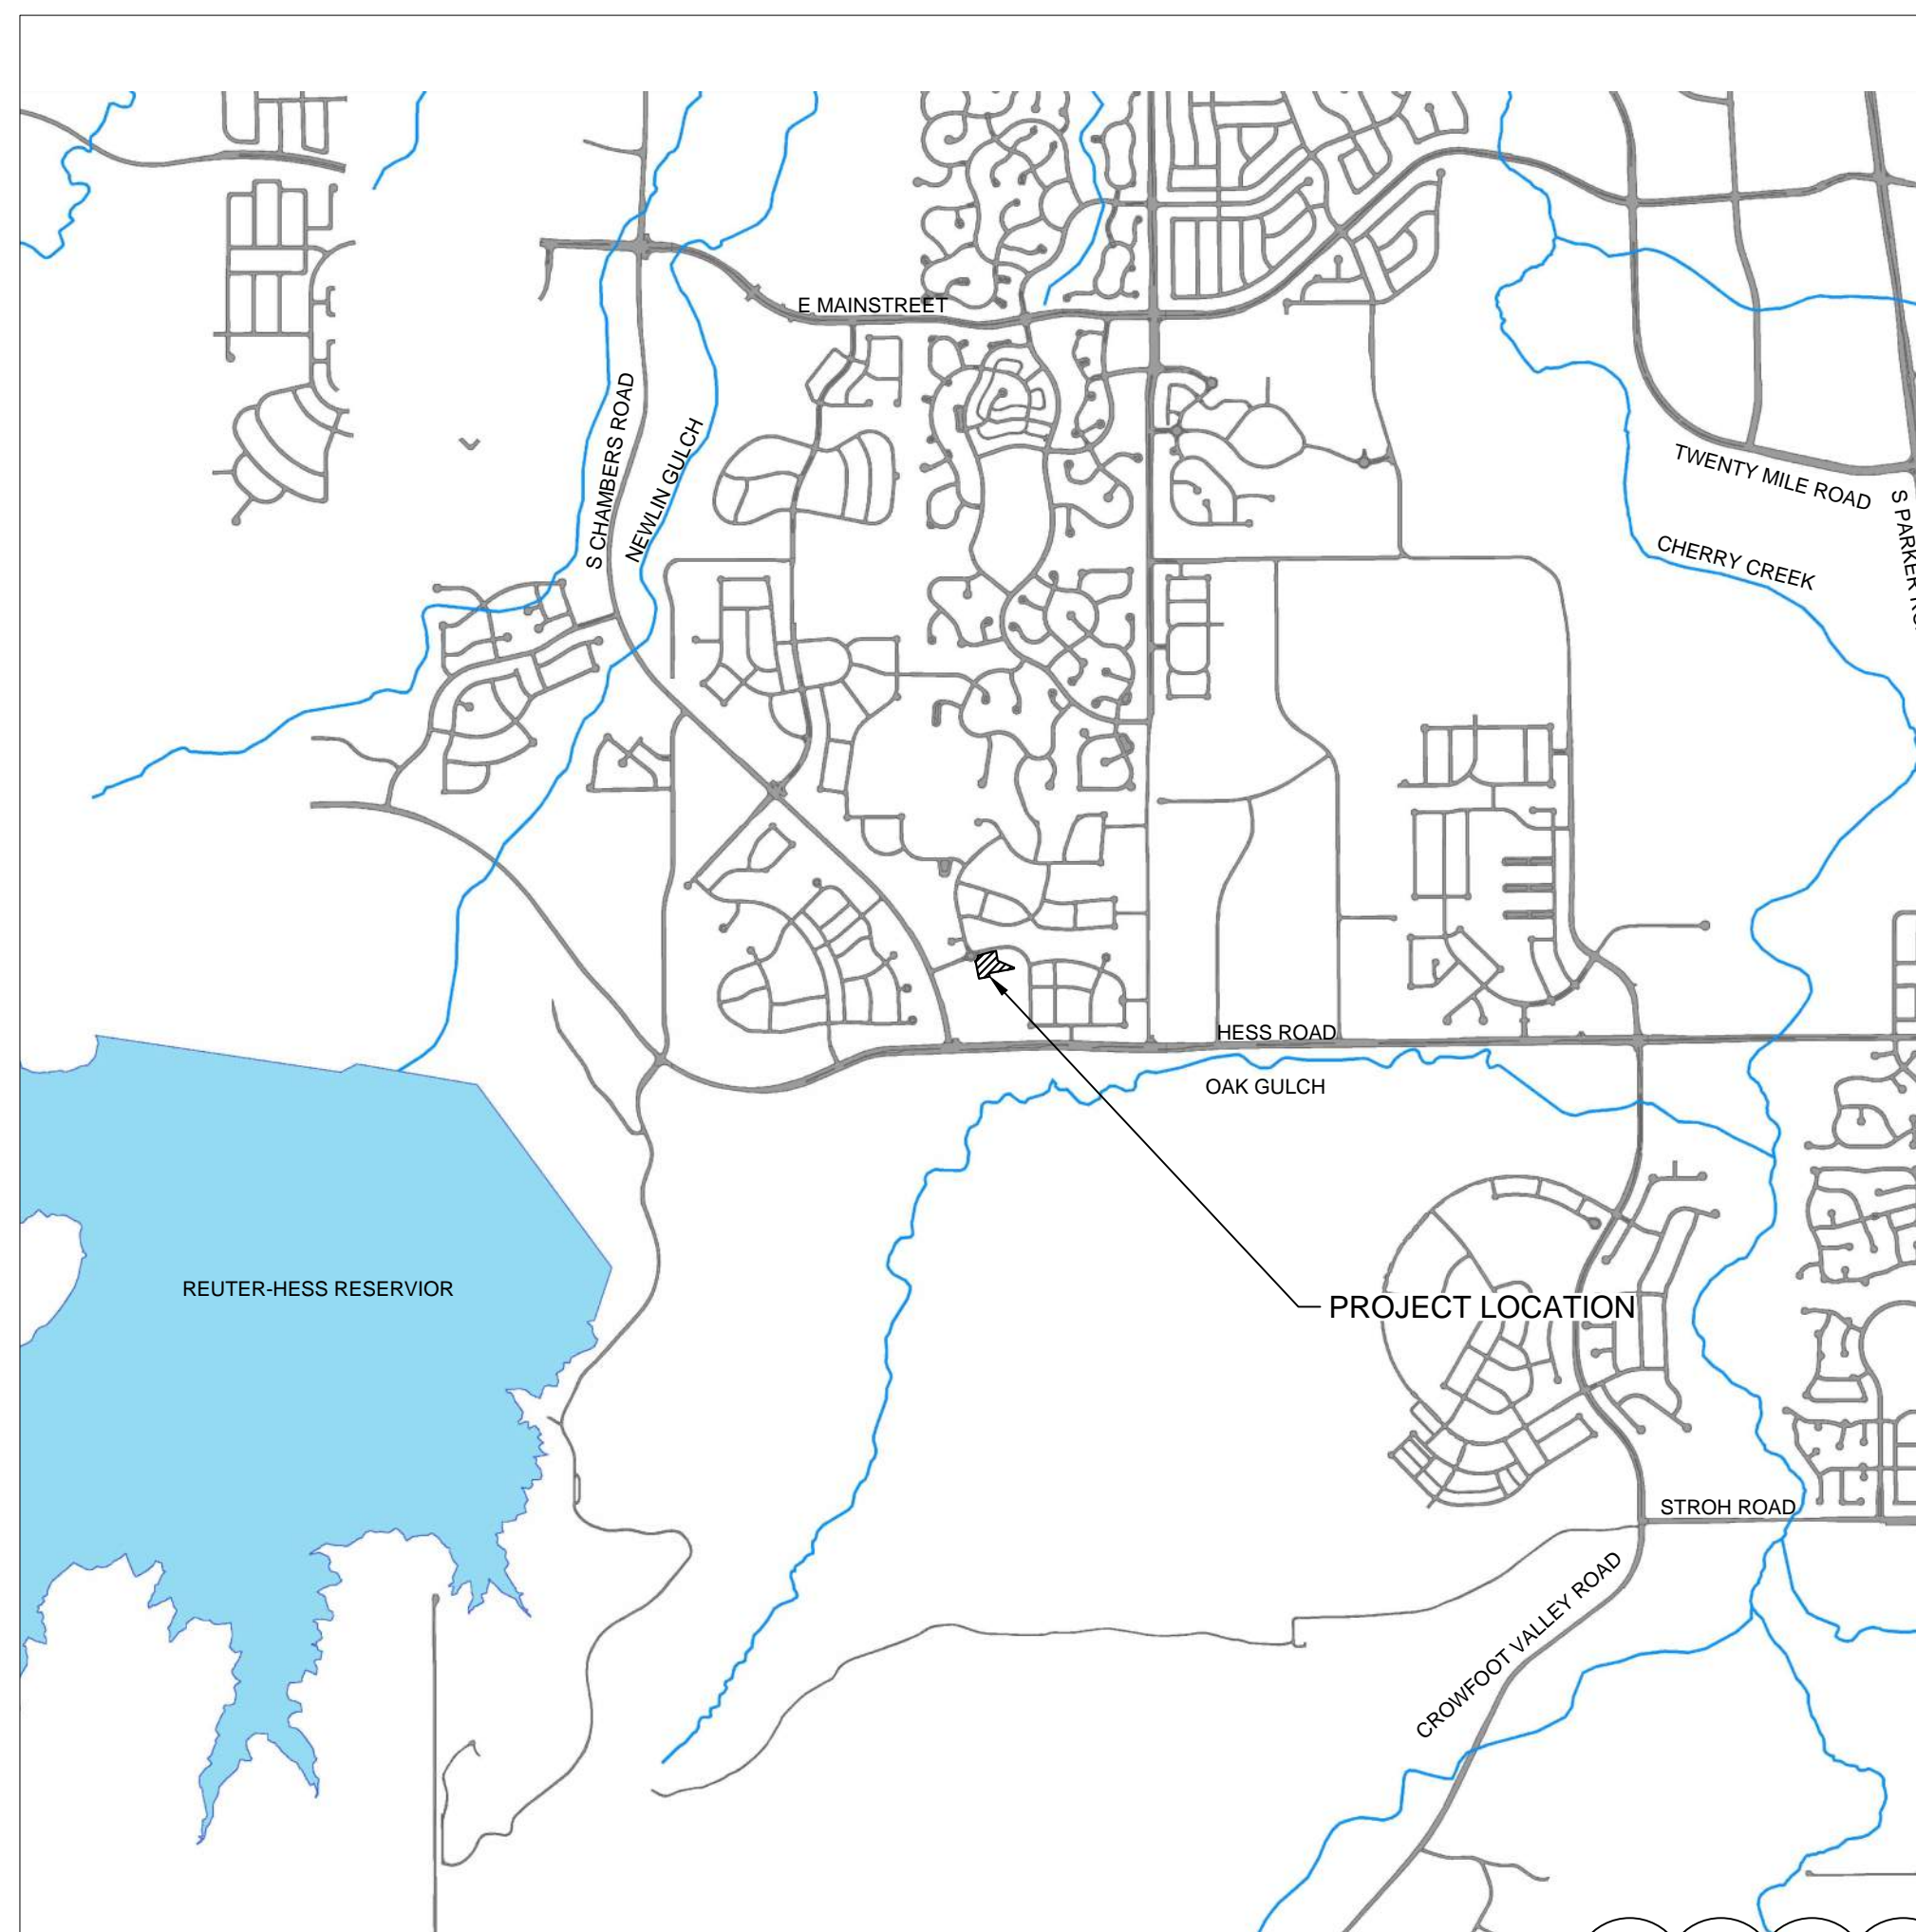 E MAINSTREET
S CHAMBERS ROAD
NEWLIN GULCH
TWENTY MILE ROAD
S PARKER
CHERRY CREEK
HESS ROAD
OAK GULCH
REUTER-HESS RESERVIOR
PROJECT LOCATION
STROH ROAD
CROWFOOT VALLEY ROAD